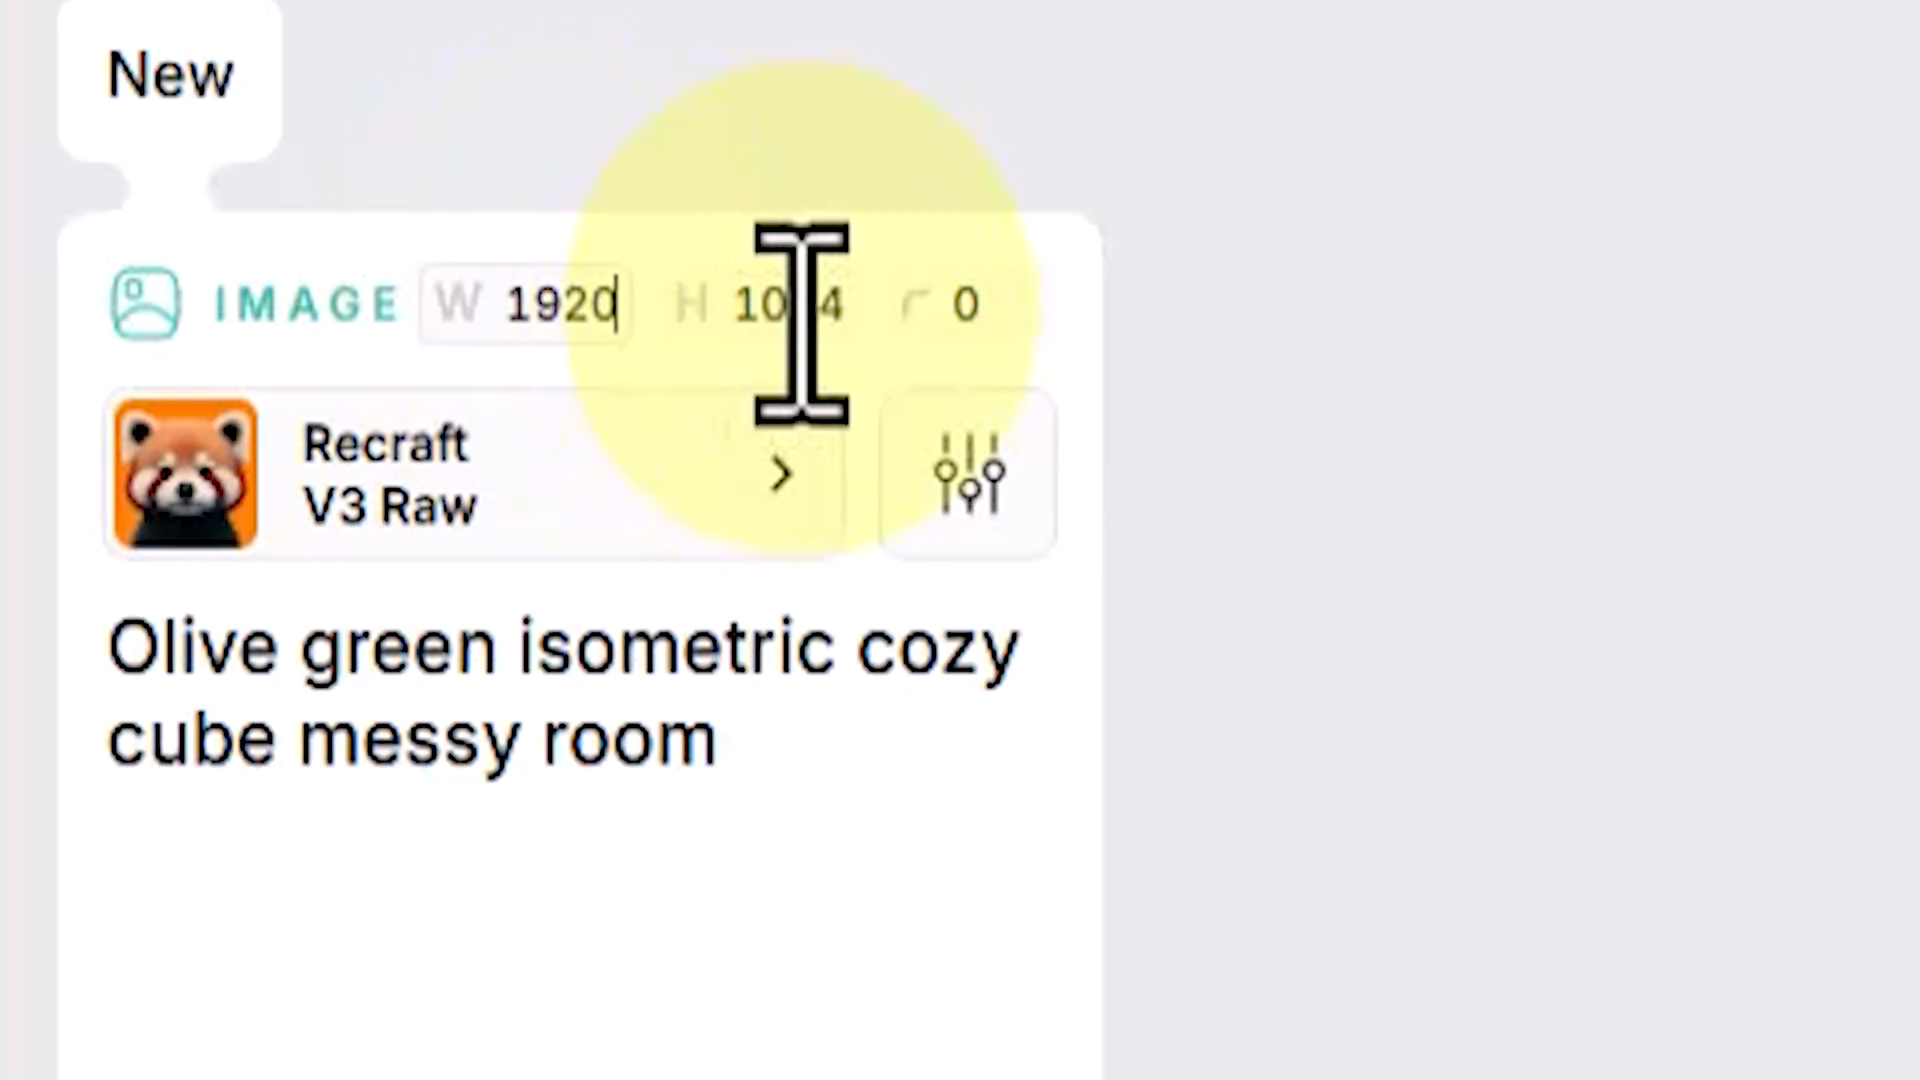 New
IMAGE W 1920 H r 0
Recraft
V3 Raw
Olive green isometric cozy
cube messy room